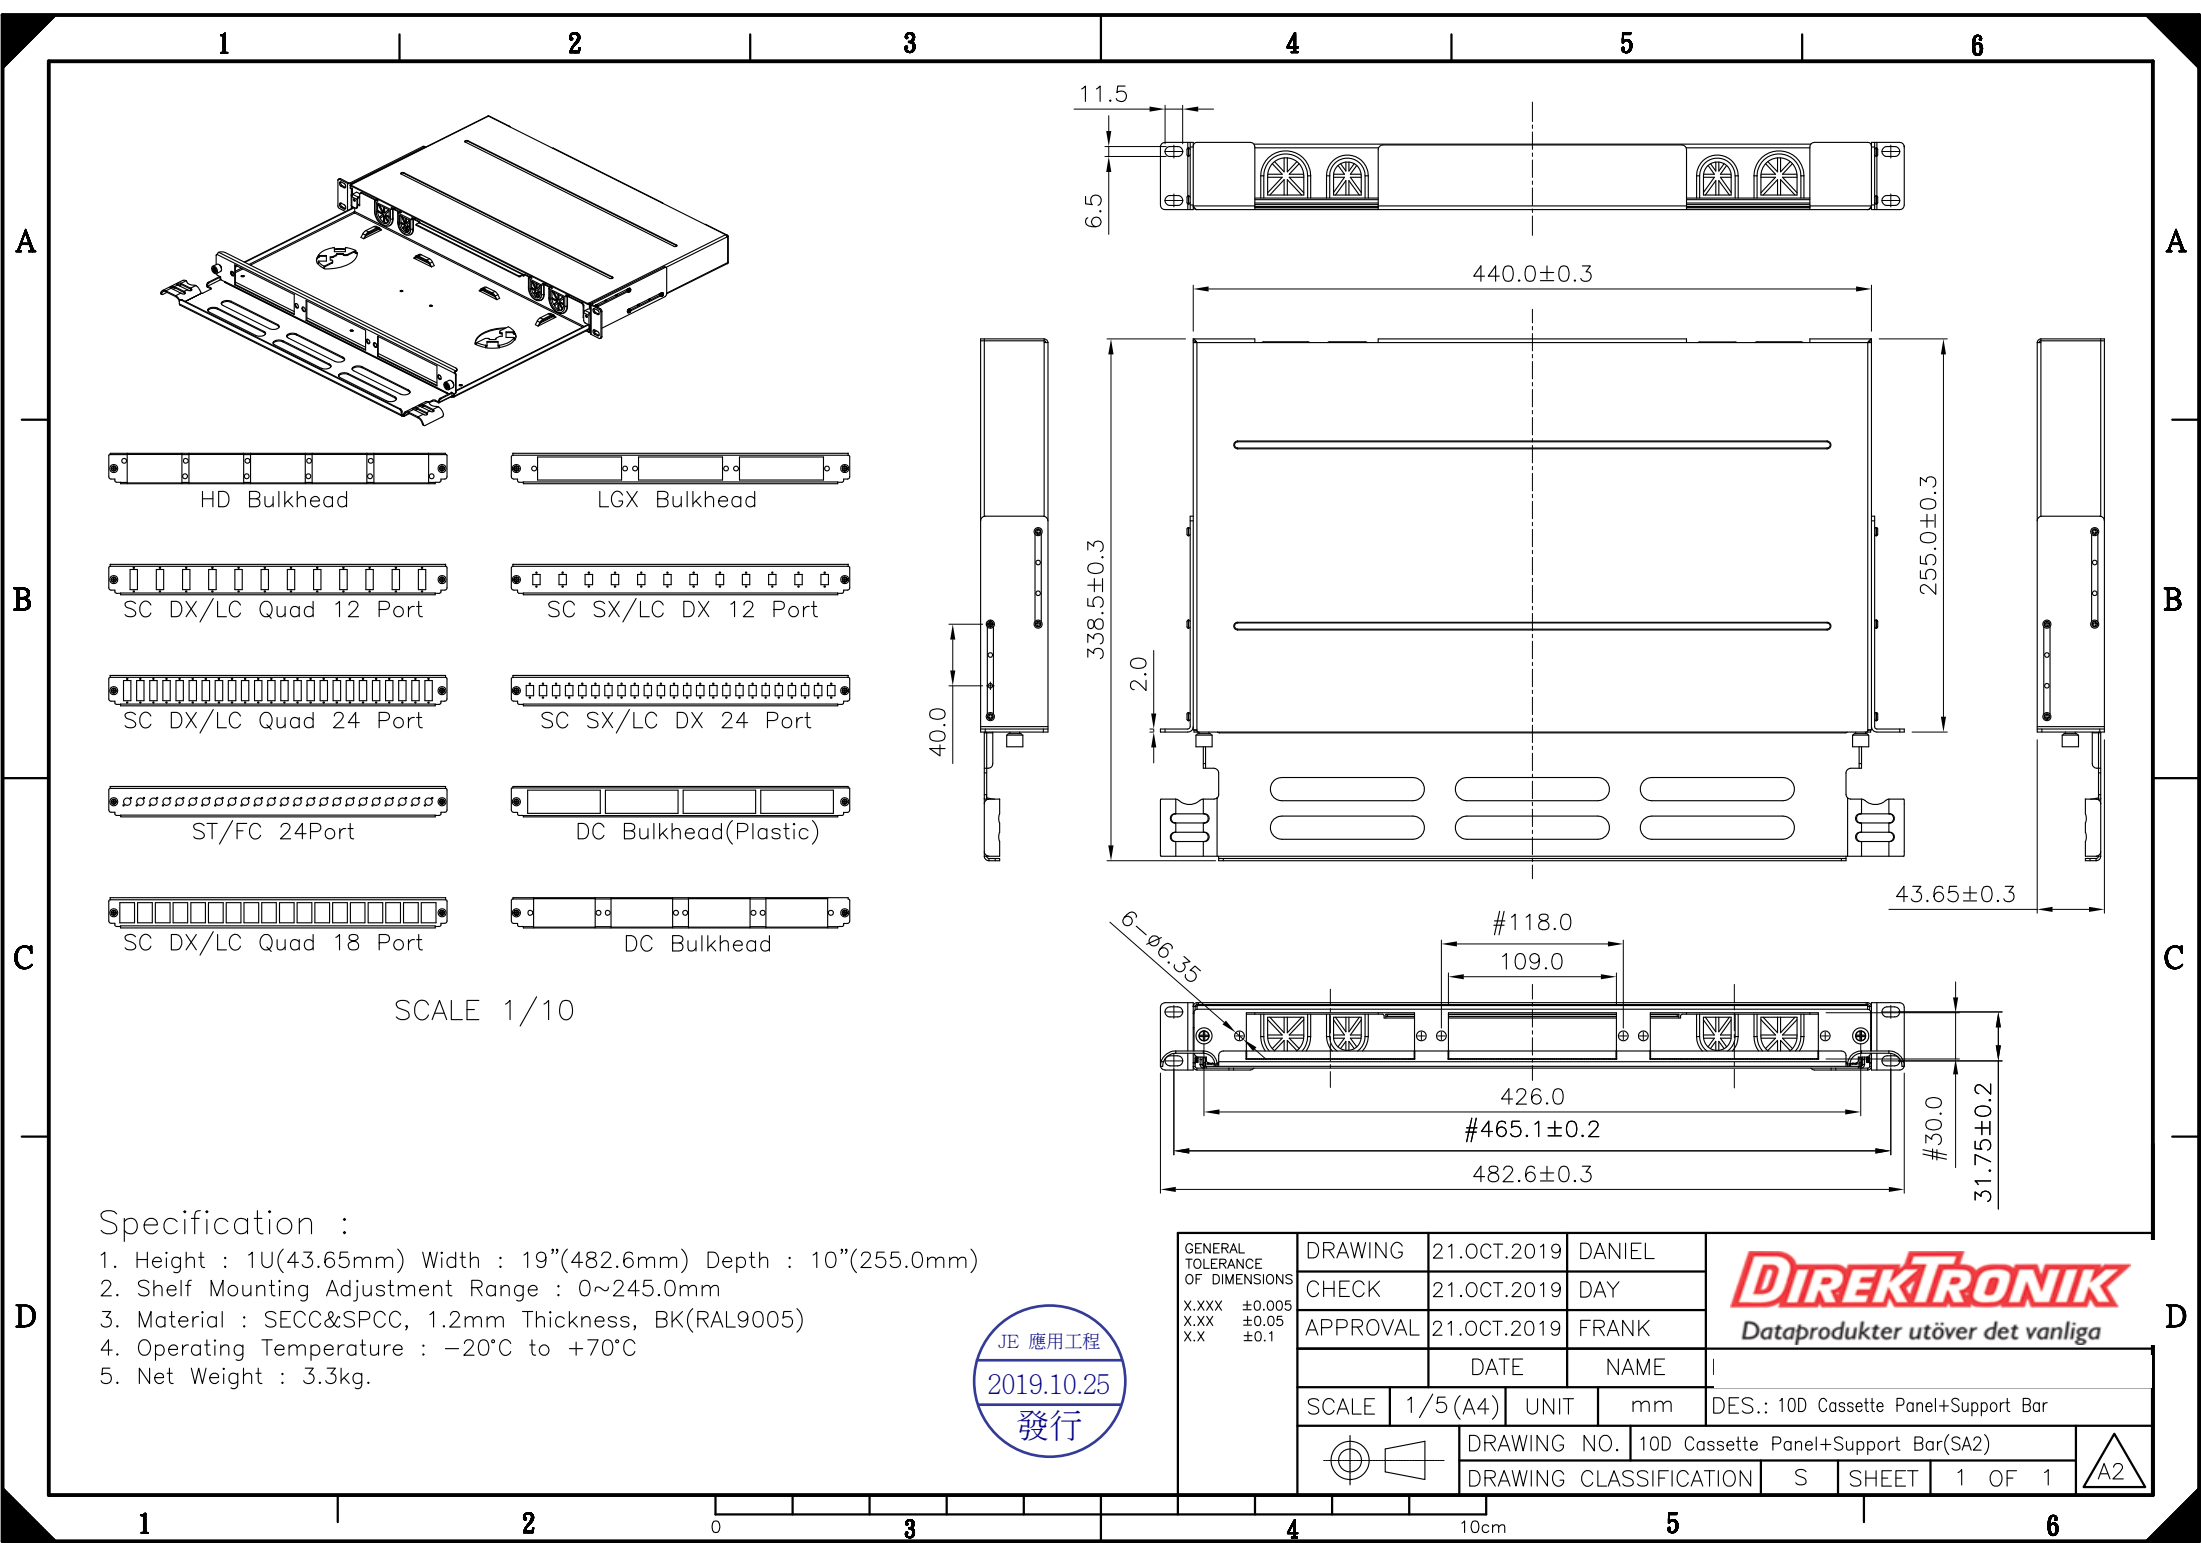 1 2 3 4 5 6
A A
B B
C C
D D
11.5
6.5
440.0±0.3
338.5±0.3
255.0±0.3
2.0
40.0
43.65±0.3
HD Bulkhead
LGX Bulkhead
SC DX/LC Quad 12 Port
SC SX/LC DX 12 Port
SC DX/LC Quad 24 Port
SC SX/LC DX 24 Port
ST/FC 24Port
DC Bulkhead(Plastic)
SC DX/LC Quad 18 Port
DC Bulkhead
SCALE 1/10
6-ø6.35
#118.0
109.0
426.0
#465.1±0.2
482.6±0.3
#30.0
31.75±0.2
Specification :
1. Height : 1U(43.65mm) Width : 19”(482.6mm) Depth : 10”(255.0mm)
2. Shelf Mounting Adjustment Range : 0~245.0mm
3. Material : SECC&SPCC, 1.2mm Thickness, BK(RAL9005)
4. Operating Temperature : −20°C to +70°C
5. Net Weight : 3.3kg.
JE 應用工程
2019.10.25
發行
GENERAL
TOLERANCE
OF DIMENSIONS
X.XXX ±0.005
X.XX ±0.05
X.X ±0.1
DRAWING 21.OCT.2019 DANIEL
CHECK 21.OCT.2019 DAY
APPROVAL 21.OCT.2019 FRANK
DATE NAME
DIREKTRONIK
Dataprodukter utöver det vanliga
SCALE 1/5(A4) UNIT mm DES.: 10D Cassette Panel+Support Bar
DRAWING NO. 10D Cassette Panel+Support Bar(SA2)
DRAWING CLASSIFICATION S SHEET 1 OF 1
A2
0 10cm
1 2 3 4 5 6